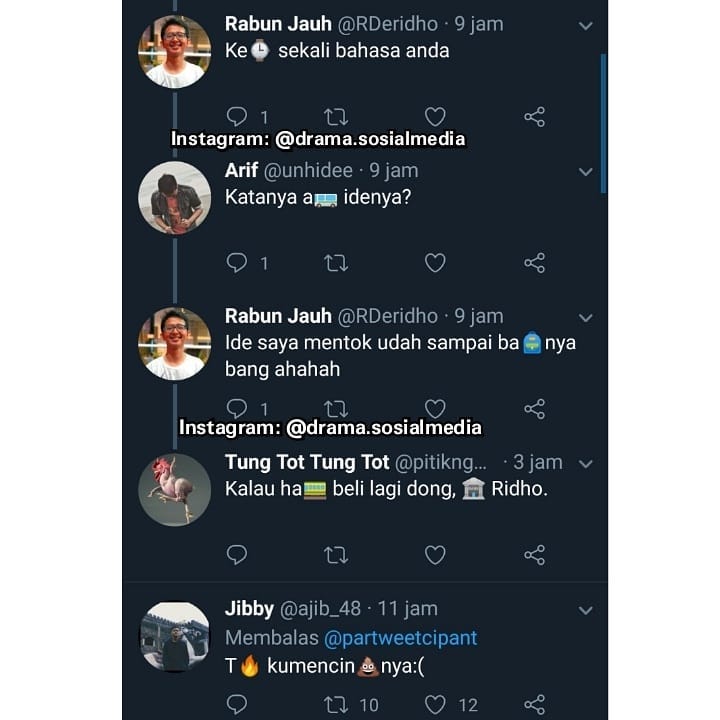 Rabun Jauh @RDeridho · 9 jam
Ke⌚ sekali bahasa anda
1
Instagram: @drama.sosialmedia
Arif @unhidee · 9 jam
Katanya a🚌 idenya?
1
Rabun Jauh @RDeridho · 9 jam
Ide saya mentok udah sampai ba🎒nya
bang ahahah
1
Instagram: @drama.sosialmedia
Tung Tot Tung Tot @pitikng... · 3 jam
Kalau ha🚃 beli lagi dong, 🏦 Ridho.
Jibby @ajib_48 · 11 jam
Membalas @partweetcipant
T🔥 kumencin💩nya:(
10 12